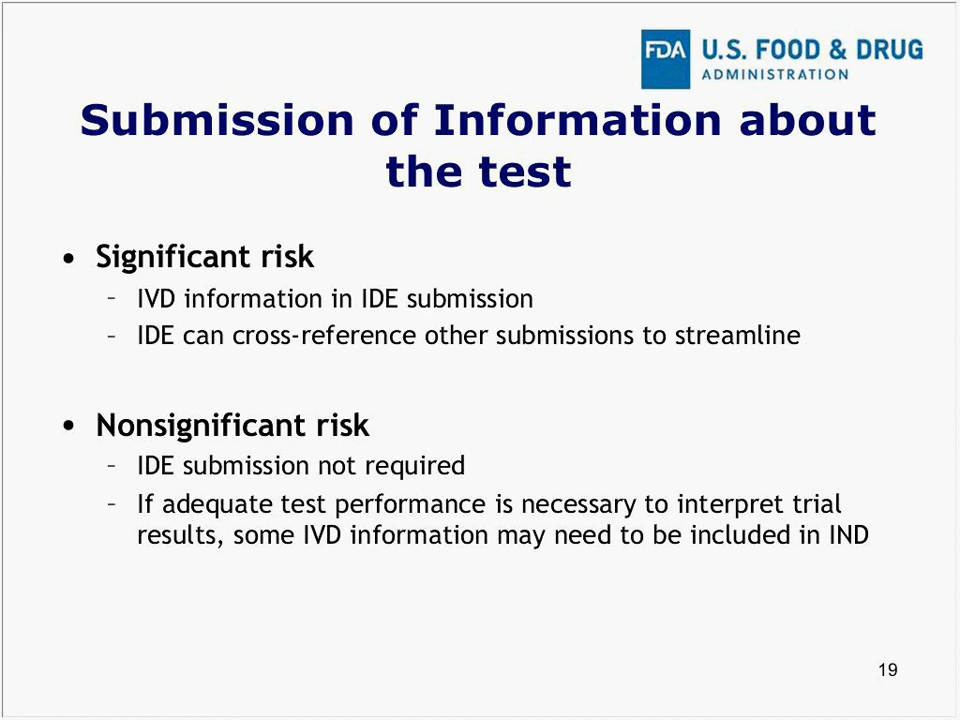 FDA U.S. FOOD & DRUG
ADMINISTRATION
Submission of Information about
the test
• Significant risk
– IVD information in IDE submission
– IDE can cross-reference other submissions to streamline
• Nonsignificant risk
– IDE submission not required
– If adequate test performance is necessary to interpret trial
results, some IVD information may need to be included in IND
19